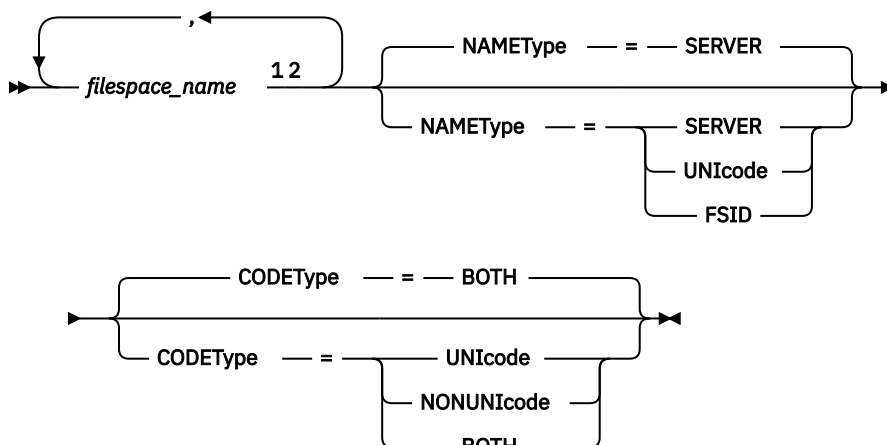 ,
NAMEType = SERVER
filespace_name 1 2
NAMEType = SERVER
UNIcode
FSID
CODEType = BOTH
CODEType = UNIcode
NONUNIcode
BOTH